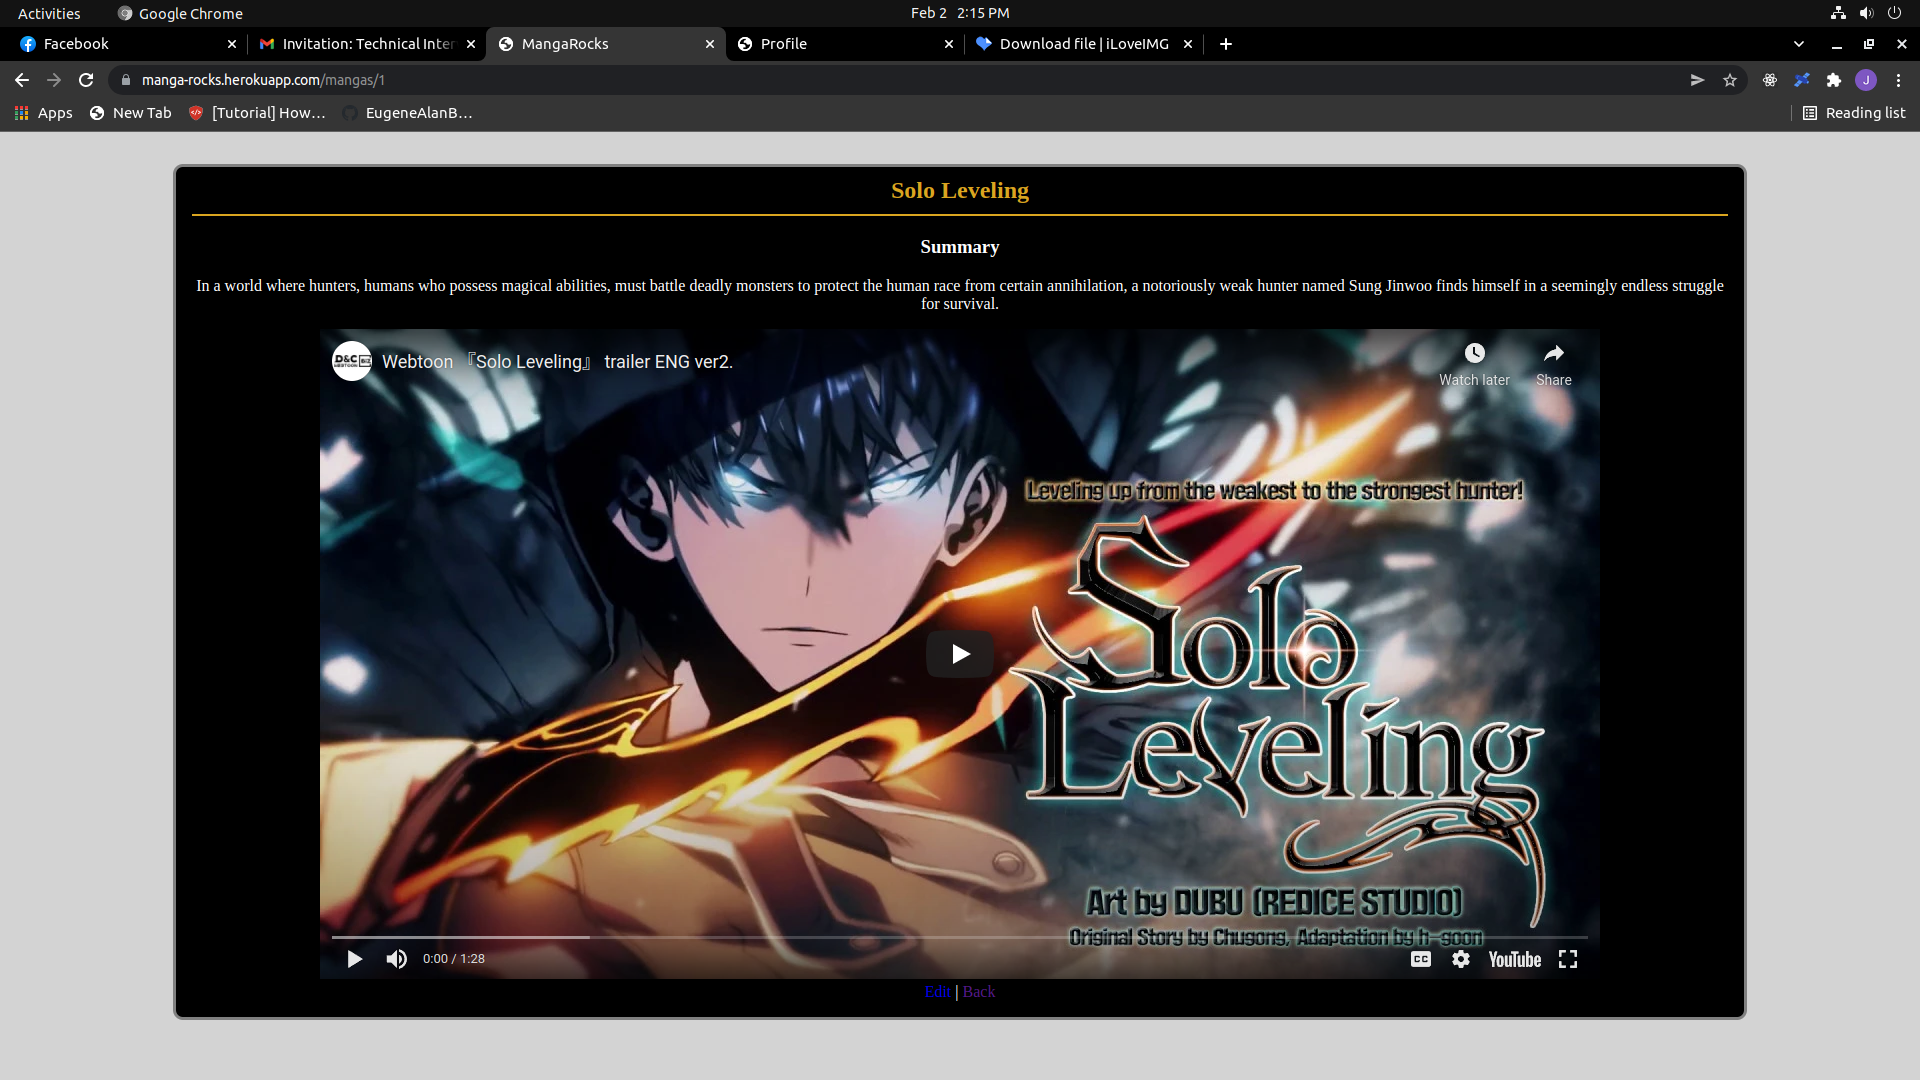 Activities Google Chrome Feb 2 2:15 PM
Facebook Invitation: Technical Inter MangaRocks Profile Download file | iLoveIMG
manga-rocks.herokuapp.com/mangas/1 J
Apps New Tab [Tutorial] How... EugeneAlanB... Reading list
Solo Leveling
Summary
In a world where hunters, humans who possess magical abilities, must battle deadly monsters to protect the human race from certain annihilation, a notoriously weak hunter named Sung Jinwoo finds himself in a seemingly endless struggle
for survival.
D&C BIZ
WEBTOON
Webtoon 『Solo Leveling』 trailer ENG ver2.
Watch later Share
Leveling up from the weakest to the strongest hunter!
Solo
Leveling
Art by DUBU (REDICE STUDIO)
Original Story by Chugong, Adaptation by h-goon
0:00 / 1:28 CC YouTube
Edit | Back